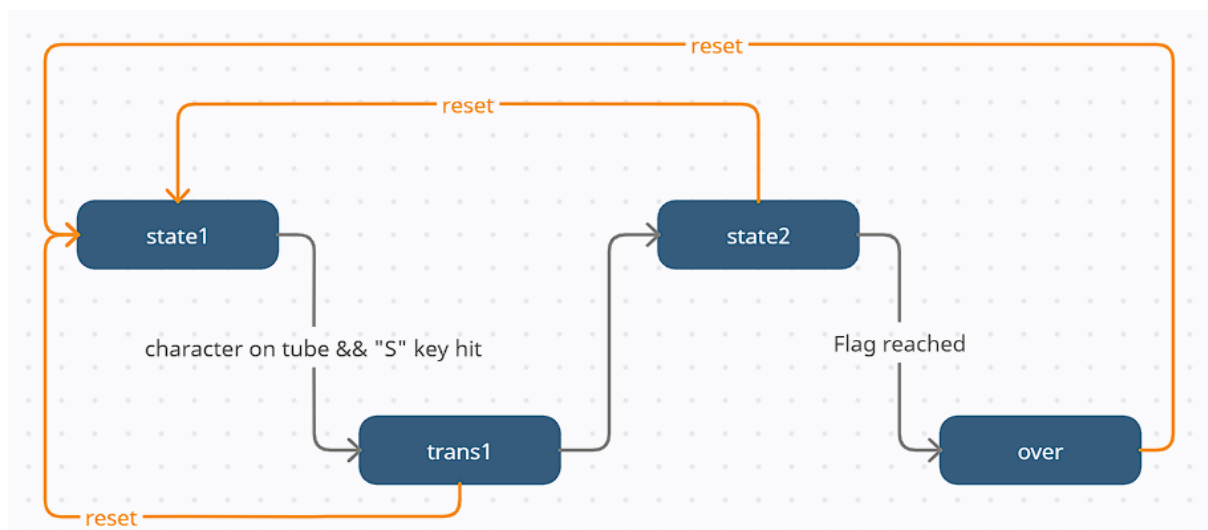 reset
reset
state1
state2
character on tube && "S" key hit
Flag reached
trans1
over
reset